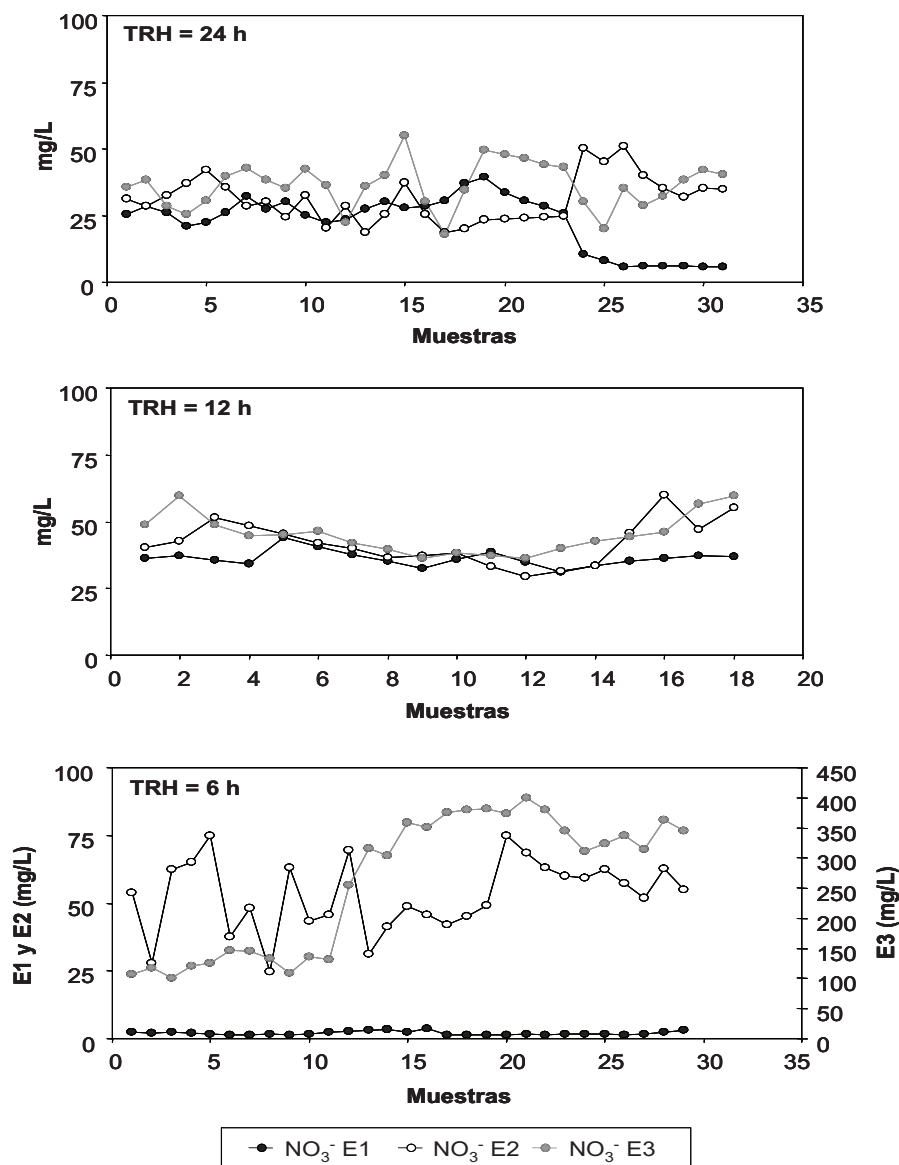 TRH = 24 h
100
75
50
25
0
mg/L
0 5 10 15 20 25 30 35
Muestras
TRH = 12 h
100
75
50
25
0
mg/L
0 2 4 6 8 10 12 14 16 18 20
Muestras
TRH = 6 h
100
75
50
25
0
E1 y E2 (mg/L)
450
400
350
300
250
200
150
100
50
0
E3 (mg/L)
0 5 10 15 20 25 30 35
Muestras
NO₃⁻ E1 NO₃⁻ E2 NO₃⁻ E3